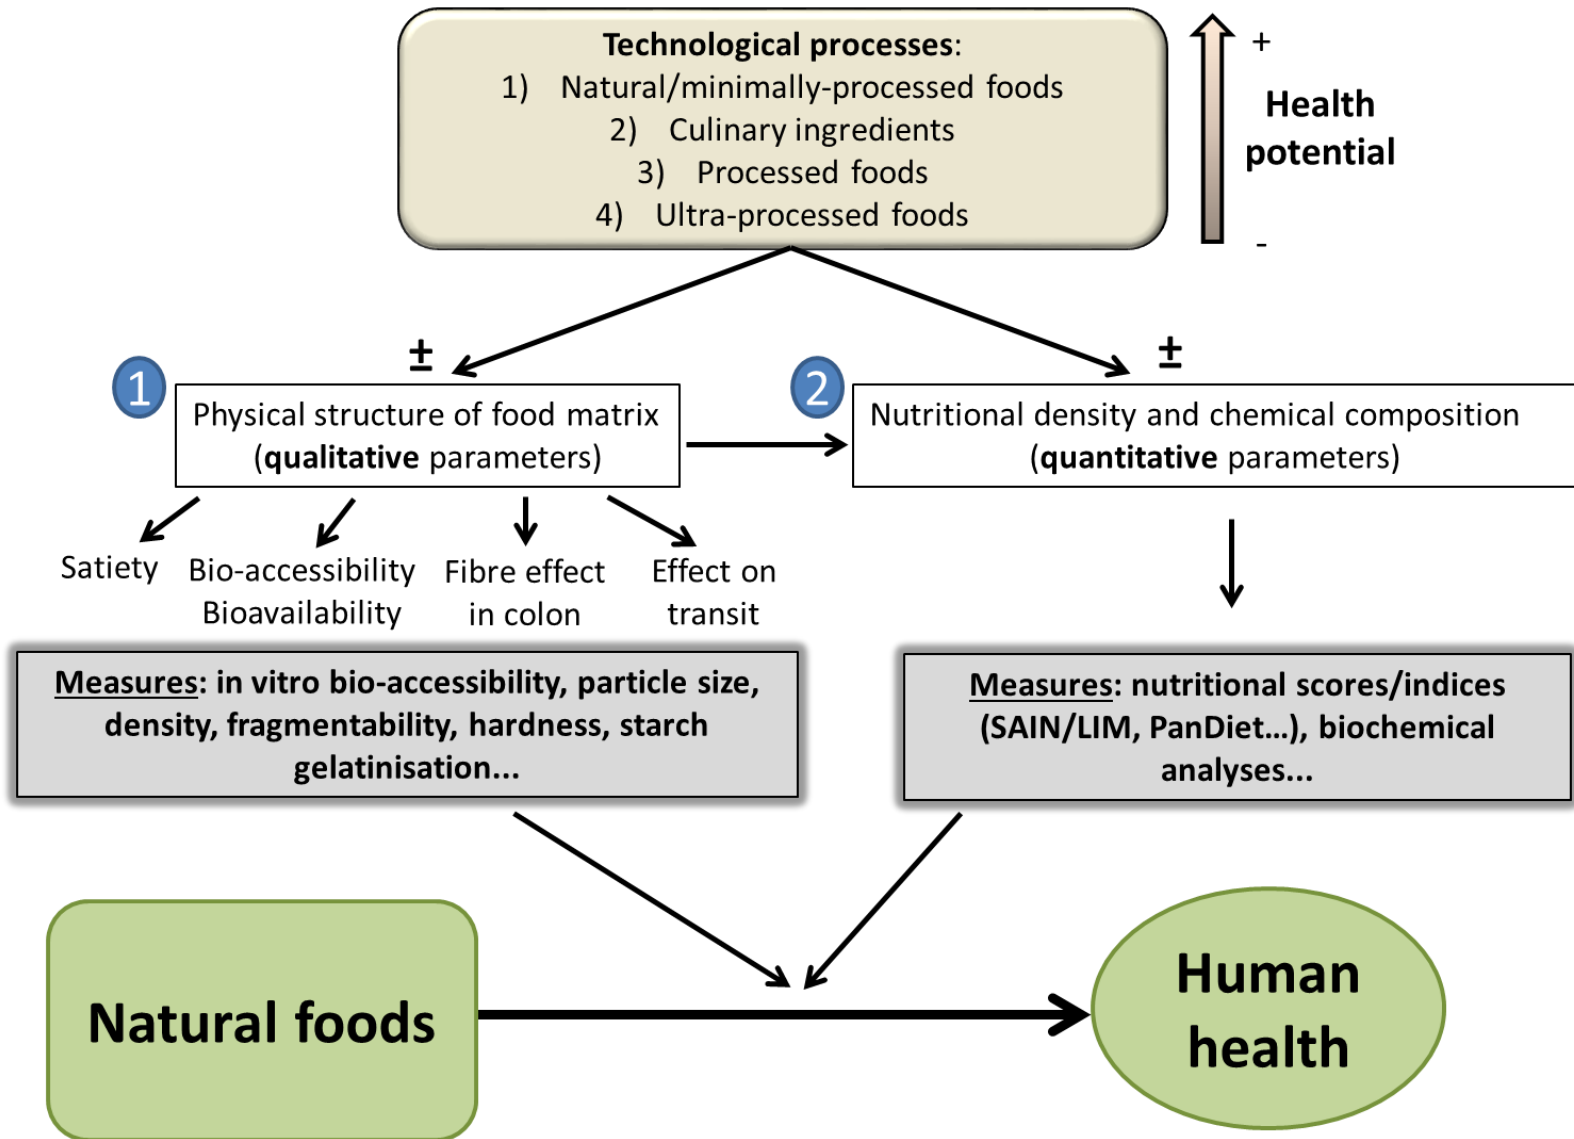 Technological processes:
1) Natural/minimally-processed foods
2) Culinary ingredients
3) Processed foods
4) Ultra-processed foods
+
Health
potential
-
±
±
1
Physical structure of food matrix
(qualitative parameters)
2
Nutritional density and chemical composition
(quantitative parameters)
Satiety
Bio-accessibility
Bioavailability
Fibre effect
in colon
Effect on
transit
Measures: in vitro bio-accessibility, particle size,
density, fragmentability, hardness, starch
gelatinisation...
Measures: nutritional scores/indices
(SAIN/LIM, PanDiet...), biochemical
analyses...
Natural foods
Human
health